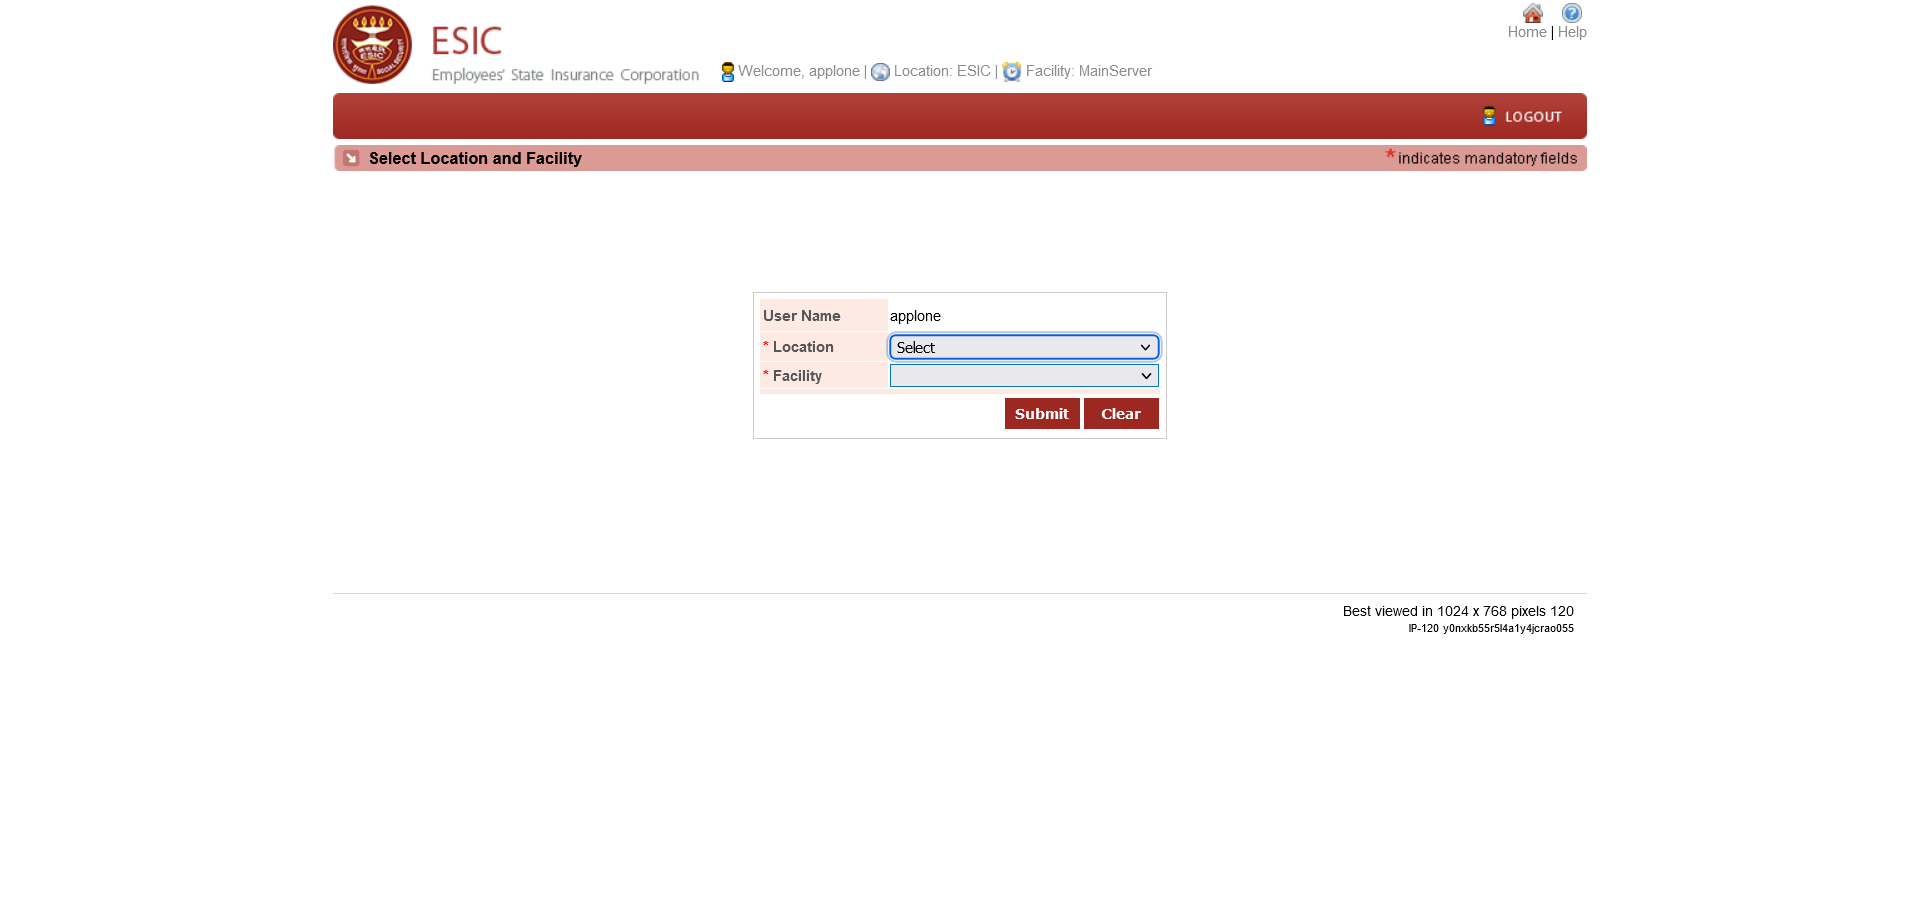 Home | Help
ESIC
Employees' State Insurance Corporation
Welcome, applone | Location: ESIC | Facility: MainServer
LOGOUT
Select Location and Facility
* indicates mandatory fields
User Name applone
* Location Select
* Facility
Submit Clear
Best viewed in 1024 x 768 pixels 120
IP-120 y0nxkb55r5l4a1y4jcrao055